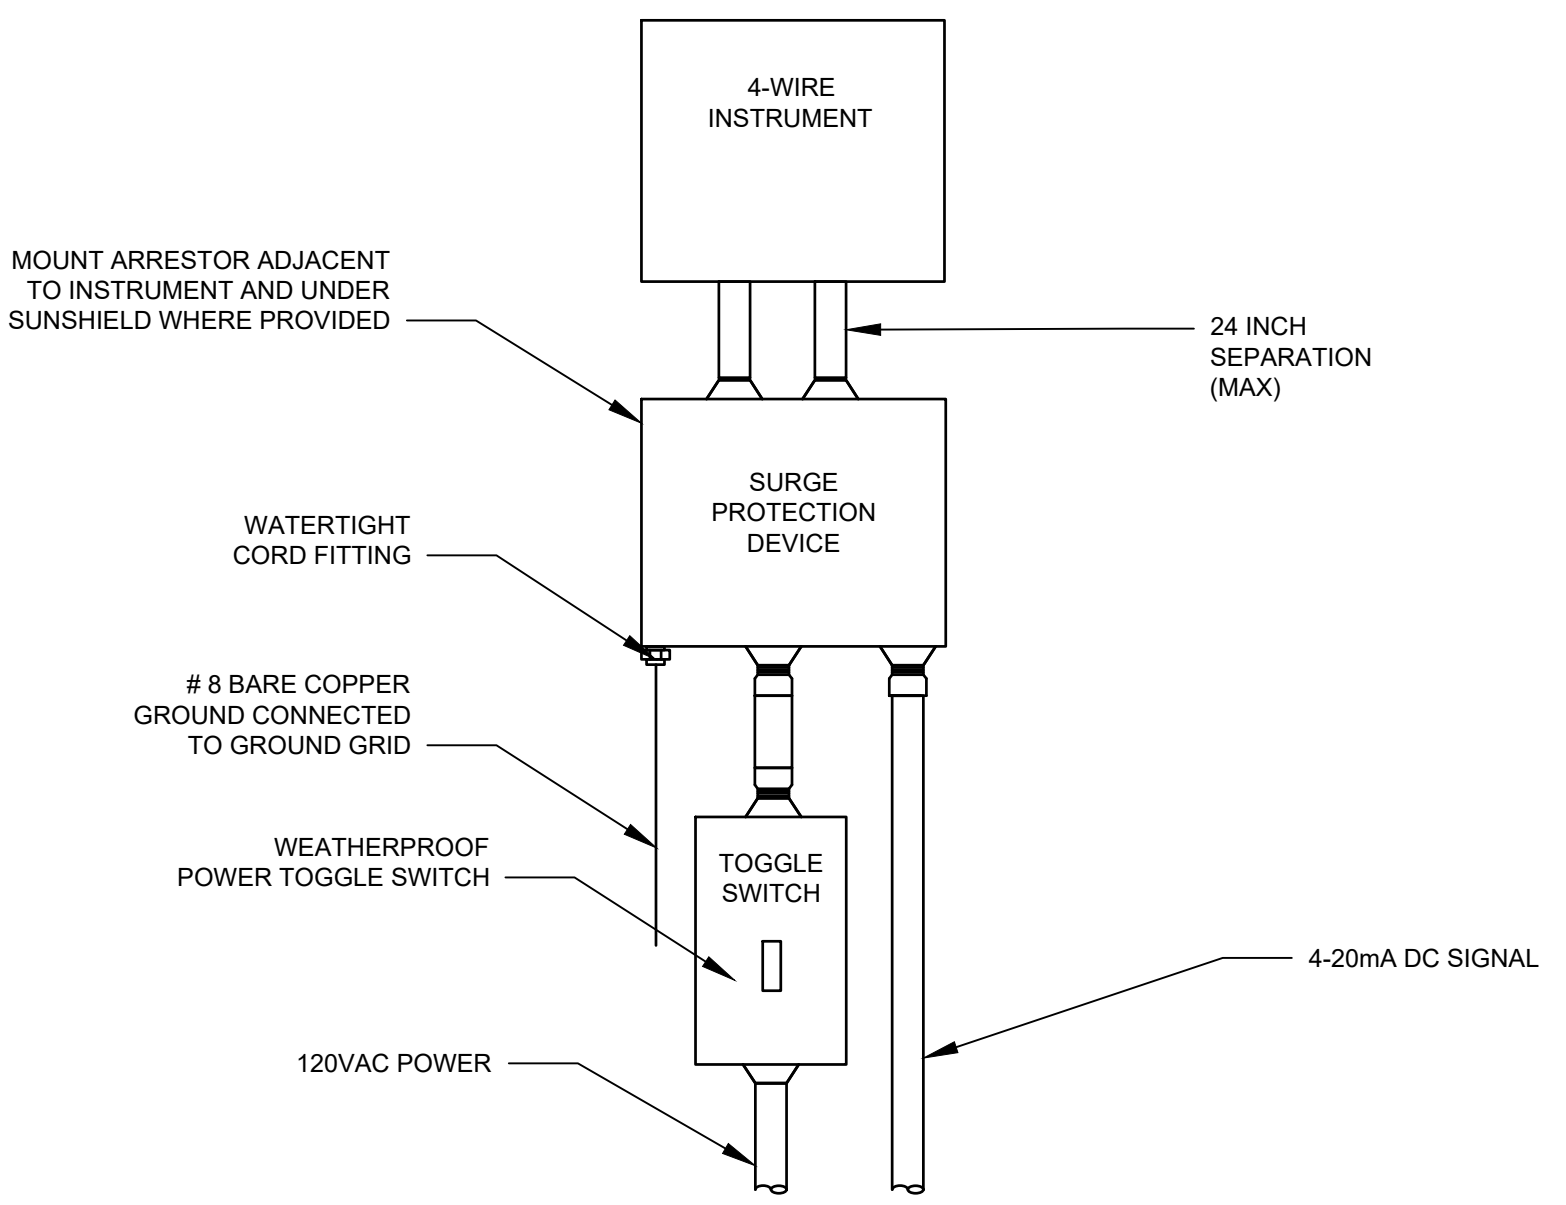 4-WIRE
INSTRUMENT
MOUNT ARRESTOR ADJACENT
TO INSTRUMENT AND UNDER
SUNSHIELD WHERE PROVIDED
24 INCH
SEPARATION
(MAX)
SURGE
PROTECTION
DEVICE
WATERTIGHT
CORD FITTING
# 8 BARE COPPER
GROUND CONNECTED
TO GROUND GRID
WEATHERPROOF
POWER TOGGLE SWITCH
TOGGLE
SWITCH
4-20mA DC SIGNAL
120VAC POWER